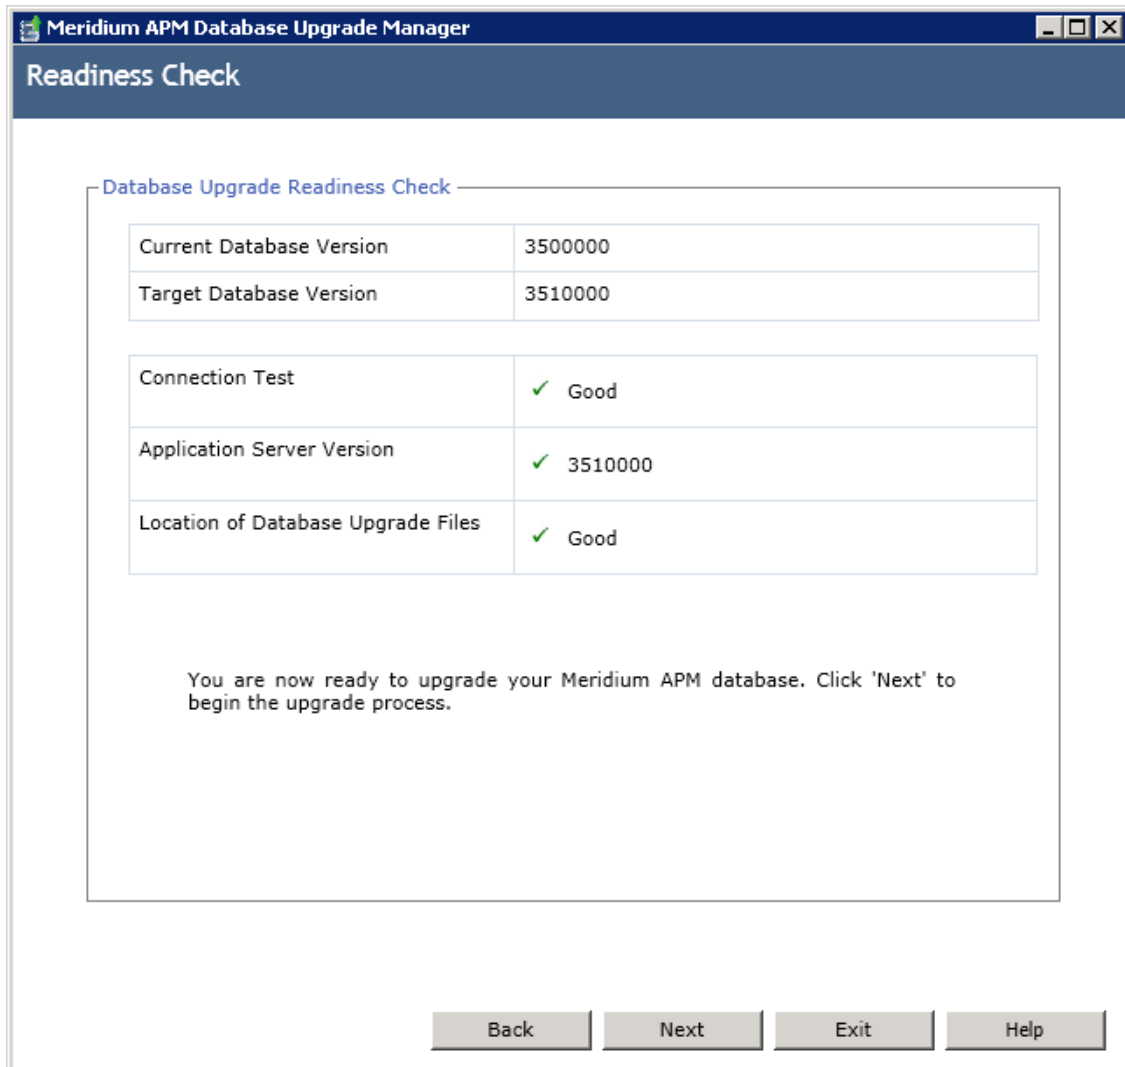 Meridium APM Database Upgrade Manager
Readiness Check
Database Upgrade Readiness Check
Current Database Version 3500000
Target Database Version 3510000
Connection Test Good
Application Server Version 3510000
Location of Database Upgrade Files Good
You are now ready to upgrade your Meridium APM database. Click 'Next' to
begin the upgrade process.
Back Next Exit Help